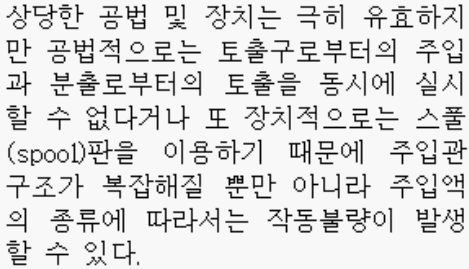 상당한 공법 및 장치는 극히 유효하지
만 공법적으로는 토출구로부터의 주입
과 분출로부터의 토출을 동시에 실시
할 수 없다거나 또 장치적으로는 스풀
(spool)판을 이용하기 때문에 주입관
구조가 복잡해질 뿐만 아니라 주입액
의 종류에 따라서는 작동불량이 발생
할 수 있다.